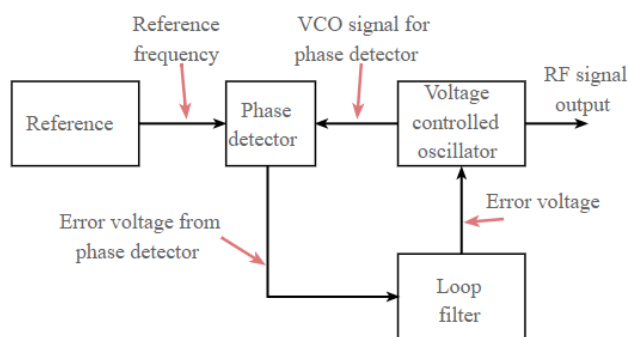 Reference
frequency
VCO signal for
phase detector
RF signal
output
Reference
Phase
detector
Voltage
controlled
oscillator
Error voltage from
phase detector
Error voltage
Loop
filter